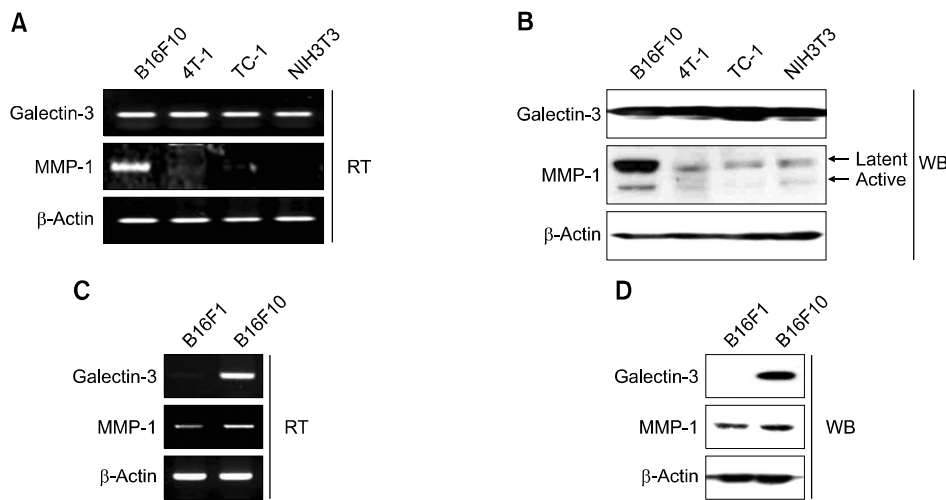 A
B16F10
4T-1
TC-1
NIH3T3
Galectin-3
MMP-1
β-Actin
RT
B
B16F10
4T-1
TC-1
NIH3T3
Galectin-3
MMP-1
Latent
Active
β-Actin
WB
C
B16F1
B16F10
Galectin-3
MMP-1
β-Actin
RT
D
B16F1
B16F10
Galectin-3
MMP-1
β-Actin
WB